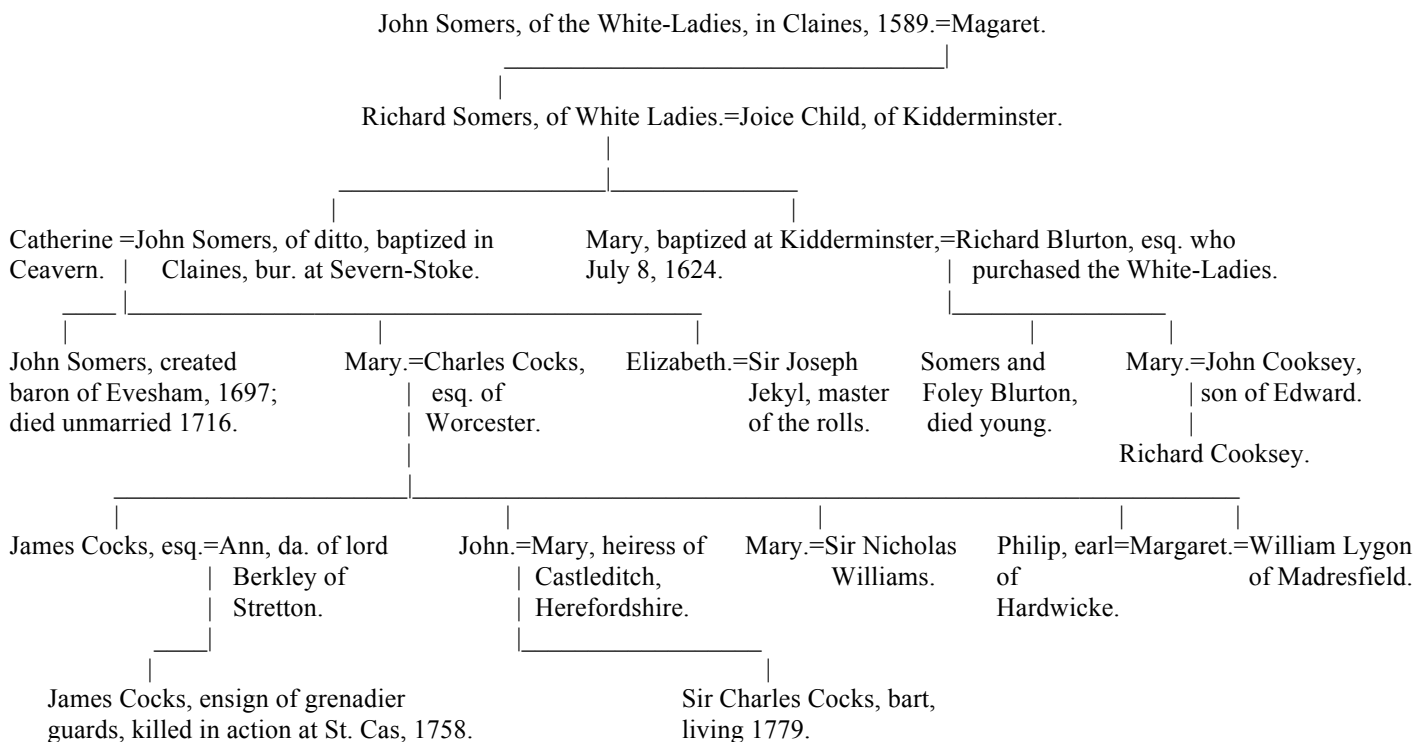 John Somers, of the White-Ladies, in Claines, 1589.=Magaret.
Richard Somers, of White Ladies.=Joice Child, of Kidderminster.
Catherine =John Somers, of ditto, baptized in Mary, baptized at Kidderminster,=Richard Blurton, esq. who
Ceavern. Claines, bur. at Severn-Stoke. July 8, 1624. purchased the White-Ladies.
John Somers, created Mary.=Charles Cocks, Elizabeth.=Sir Joseph Somers and Mary.=John Cooksey,
baron of Evesham, 1697; esq. of Jekyl, master Foley Blurton, son of Edward.
died unmarried 1716. Worcester. of the rolls. died young.
Richard Cooksey.
James Cocks, esq.=Ann, da. of lord John.=Mary, heiress of Mary.=Sir Nicholas Philip, earl=Margaret.=William Lygon
Berkley of Castleditch, Williams. of of Madresfield.
Stretton. Herefordshire. Hardwicke.
James Cocks, ensign of grenadier Sir Charles Cocks, bart,
guards, killed in action at St. Cas, 1758. living 1779.